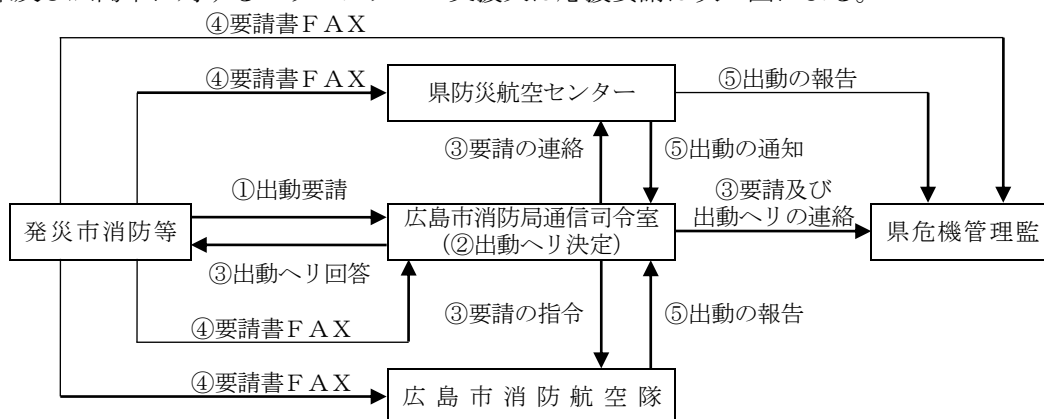 ④要請書ＦＡＸ
④要請書ＦＡＸ
県防災航空センター
⑤出動の報告
③要請の連絡
⑤出動の通知
①出動要請
③要請及び
出動ヘリの連絡
発災市消防等
広島市消防局通信司令室
(②出動ヘリ決定)
県危機管理監
③出動ヘリ回答
③要請の指令
⑤出動の報告
④要請書ＦＡＸ
④要請書ＦＡＸ
広島市消防航空隊